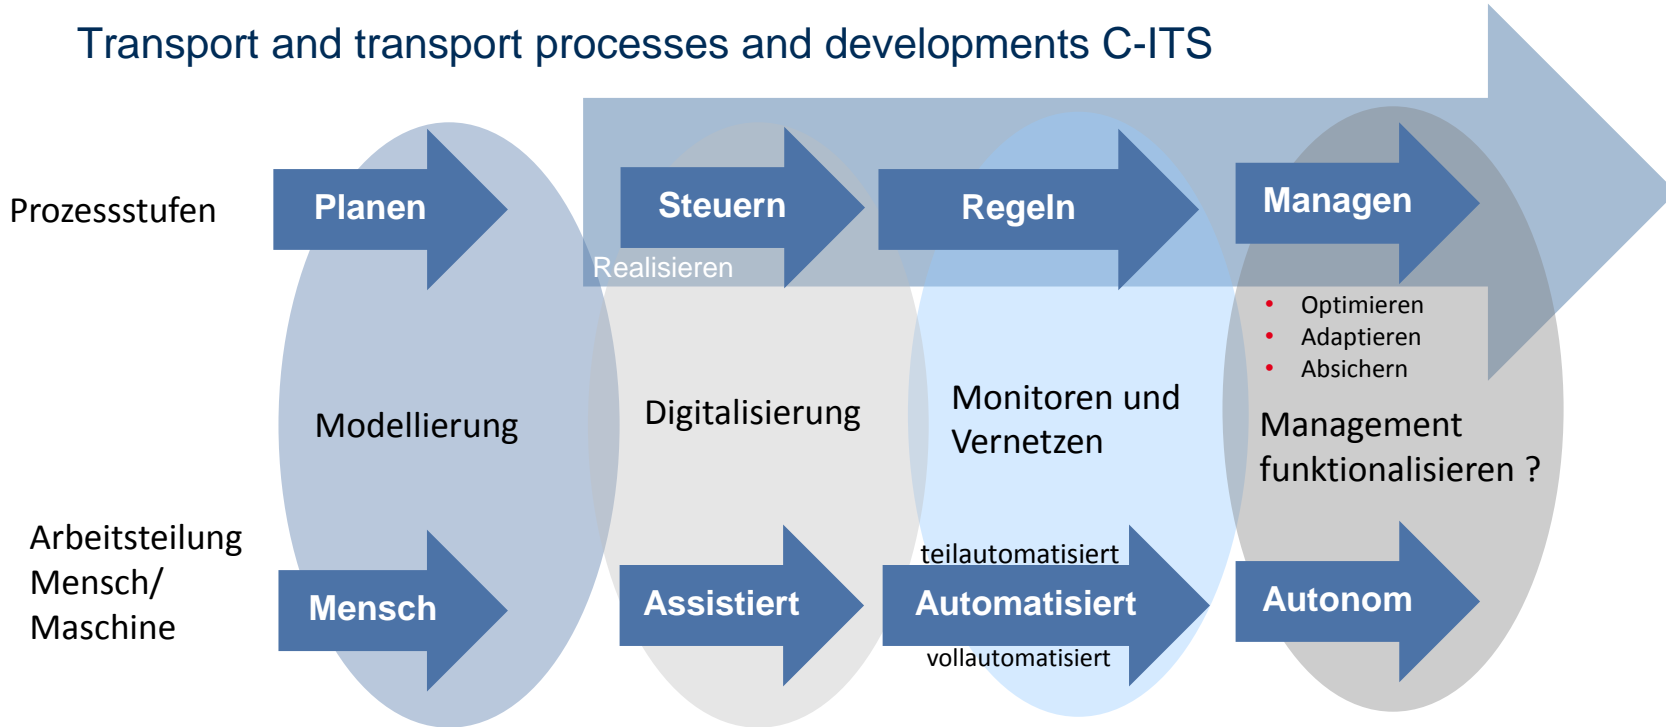 Transport and transport processes and developments C-ITS
Prozessstufen
Planen
Steuern
Regeln
Managen
Realisieren
• Optimieren
• Adaptieren
• Absichern
Modellierung
Digitalisierung
Monitoren und
Vernetzen
Management
funktionalisieren ?
Arbeitsteilung
Mensch/
Maschine
Mensch
Assistiert
teilautomatisiert
Automatisiert
vollautomatisiert
Autonom